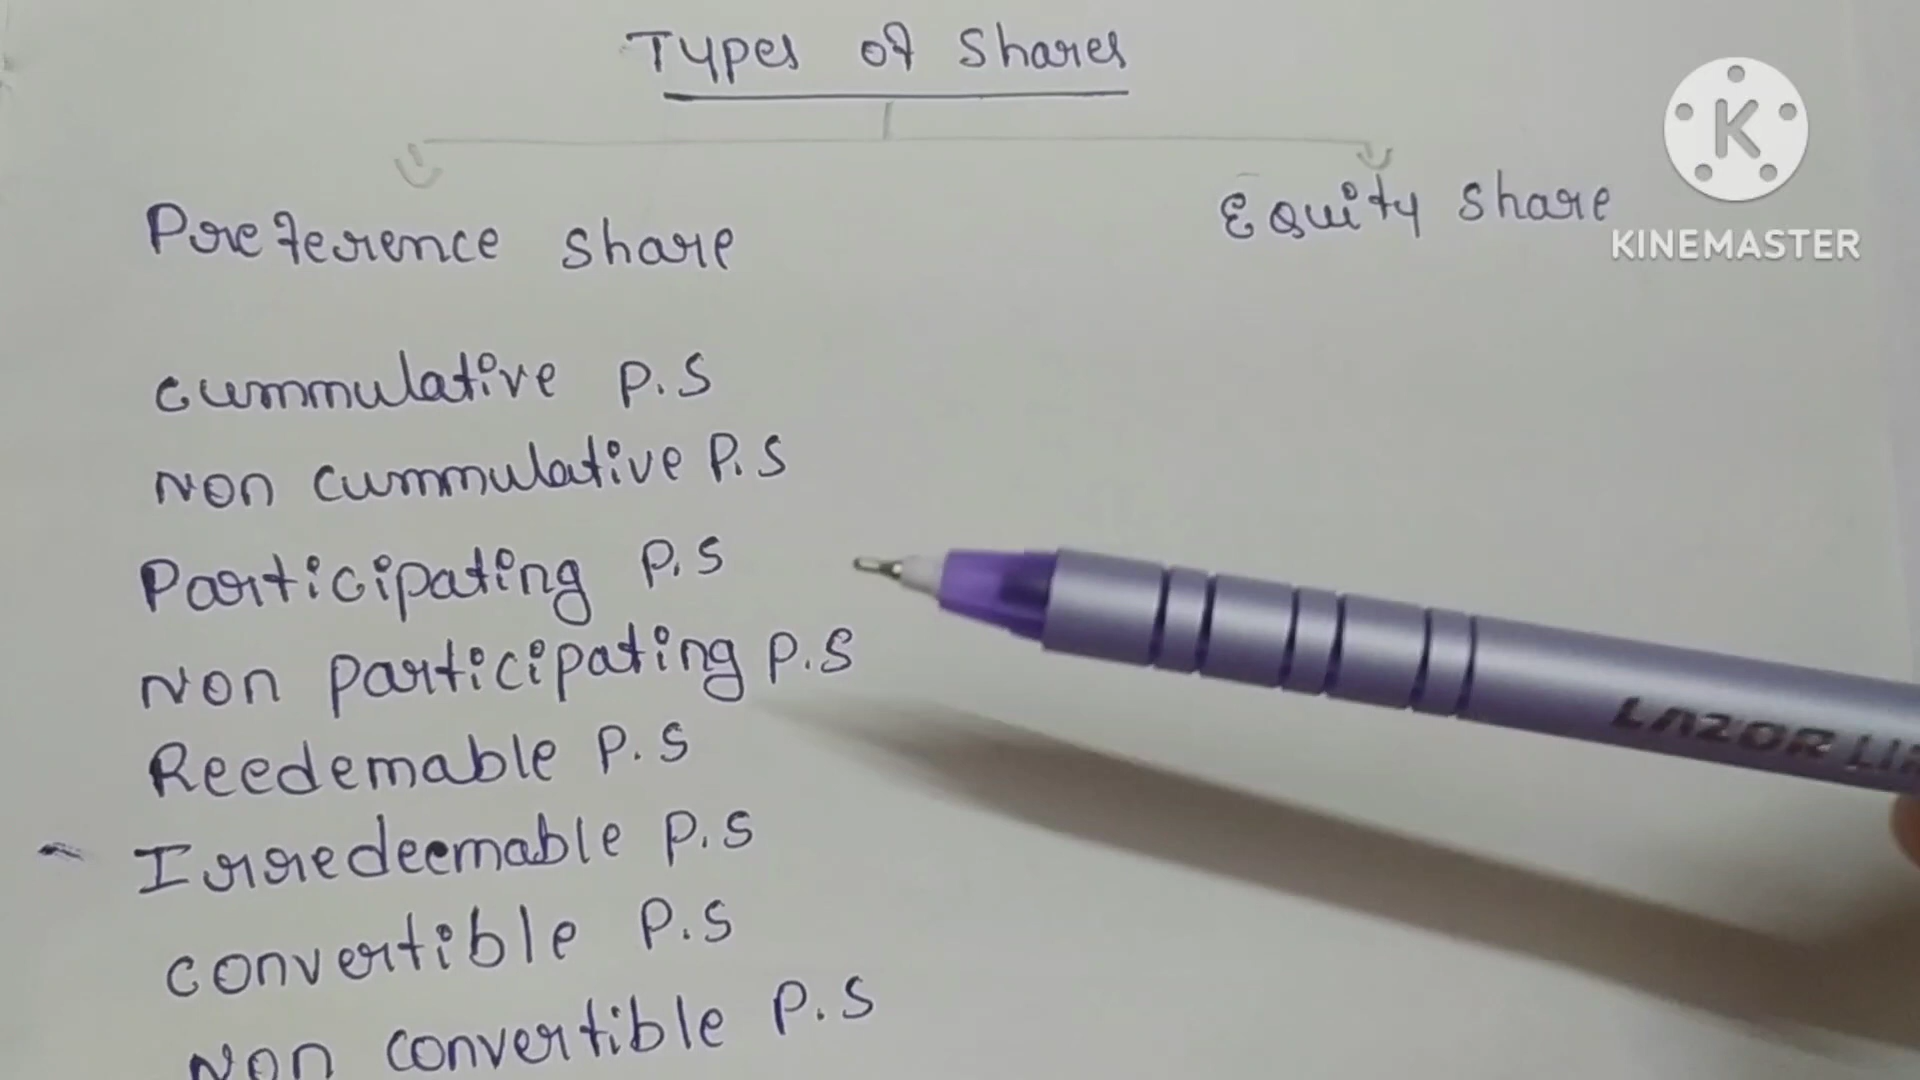 Types of Shares
Preference share
Equity share
K
KINEMASTER
cummulative P.S
Non cummulative P.S
Participating P.S
Non participating P.S
Reedemable P.S
Irredeemable P.S
convertible P.S
Non convertible P.S
LAZOR